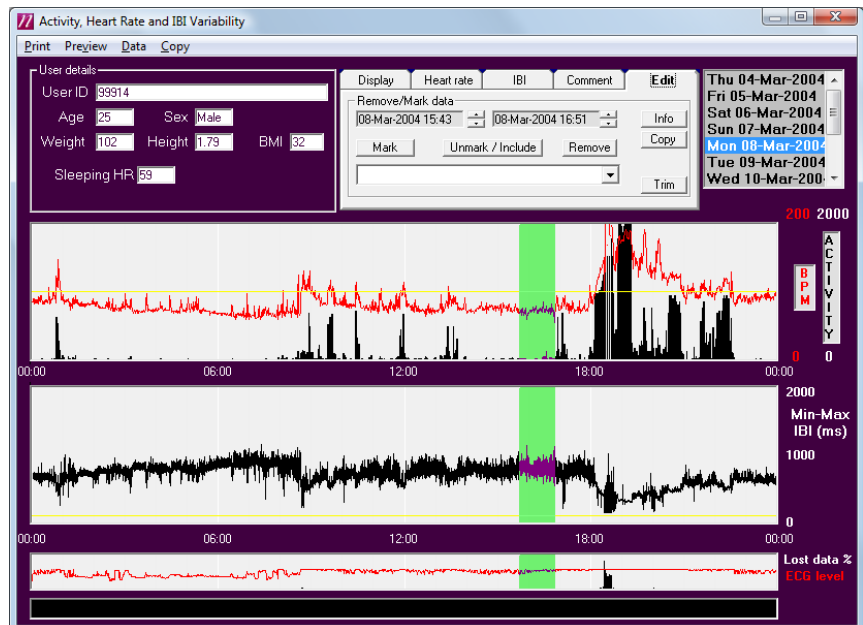 Activity, Heart Rate and IBI Variability
Print Preview Data Copy
User details
User ID 99914
Age 25 Sex Male
Weight 102 Height 1.79 BMI 32
Sleeping HR 59
Display Heart rate IBI Comment Edit
Remove/Mark data
08-Mar-2004 15:43 08-Mar-2004 16:51 Info
Mark Unmark / Include Remove Copy
Trim
Thu 04-Mar-2004
Fri 05-Mar-2004
Sat 06-Mar-2004
Sun 07-Mar-2004
Mon 08-Mar-2004
Tue 09-Mar-2004
Wed 10-Mar-200
200 2000
BPM
ACTIVITY
0 0
00:00 06:00 12:00 18:00 00:00
2000
Min-Max
IBI (ms)
1000
0
00:00 06:00 12:00 18:00 00:00
Lost data %
ECG level